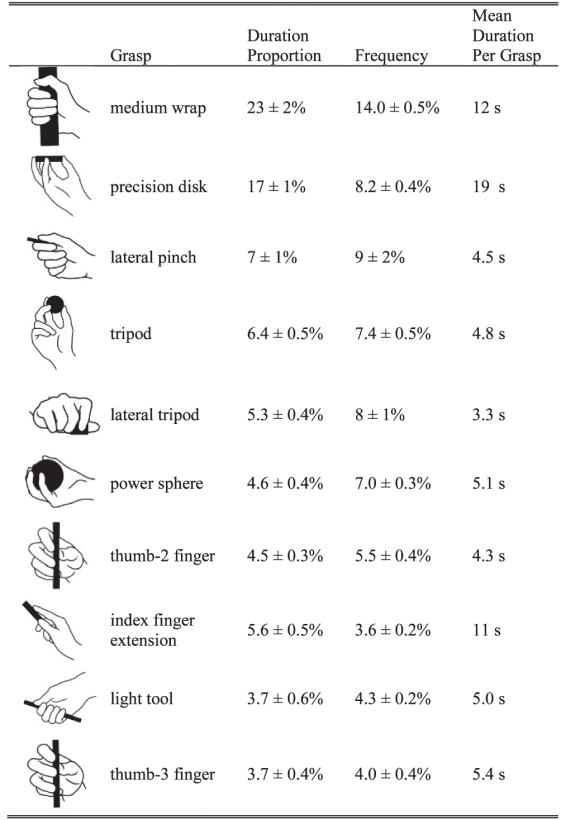 Grasp Duration Proportion Frequency Mean Duration Per Grasp
medium wrap 23 ± 2% 14.0 ± 0.5% 12 s
precision disk 17 ± 1% 8.2 ± 0.4% 19 s
lateral pinch 7 ± 1% 9 ± 2% 4.5 s
tripod 6.4 ± 0.5% 7.4 ± 0.5% 4.8 s
lateral tripod 5.3 ± 0.4% 8 ± 1% 3.3 s
power sphere 4.6 ± 0.4% 7.0 ± 0.3% 5.1 s
thumb-2 finger 4.5 ± 0.3% 5.5 ± 0.4% 4.3 s
index finger extension 5.6 ± 0.5% 3.6 ± 0.2% 11 s
light tool 3.7 ± 0.6% 4.3 ± 0.2% 5.0 s
thumb-3 finger 3.7 ± 0.4% 4.0 ± 0.4% 5.4 s